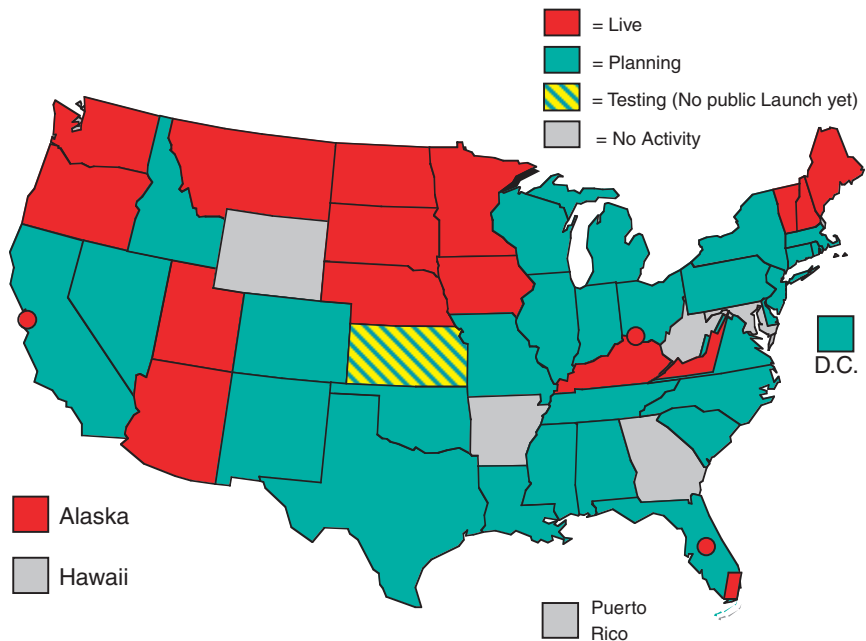 = Live
= Planning
= Testing (No public Launch yet)
= No Activity
D.C.
Alaska
Hawaii
Puerto
Rico